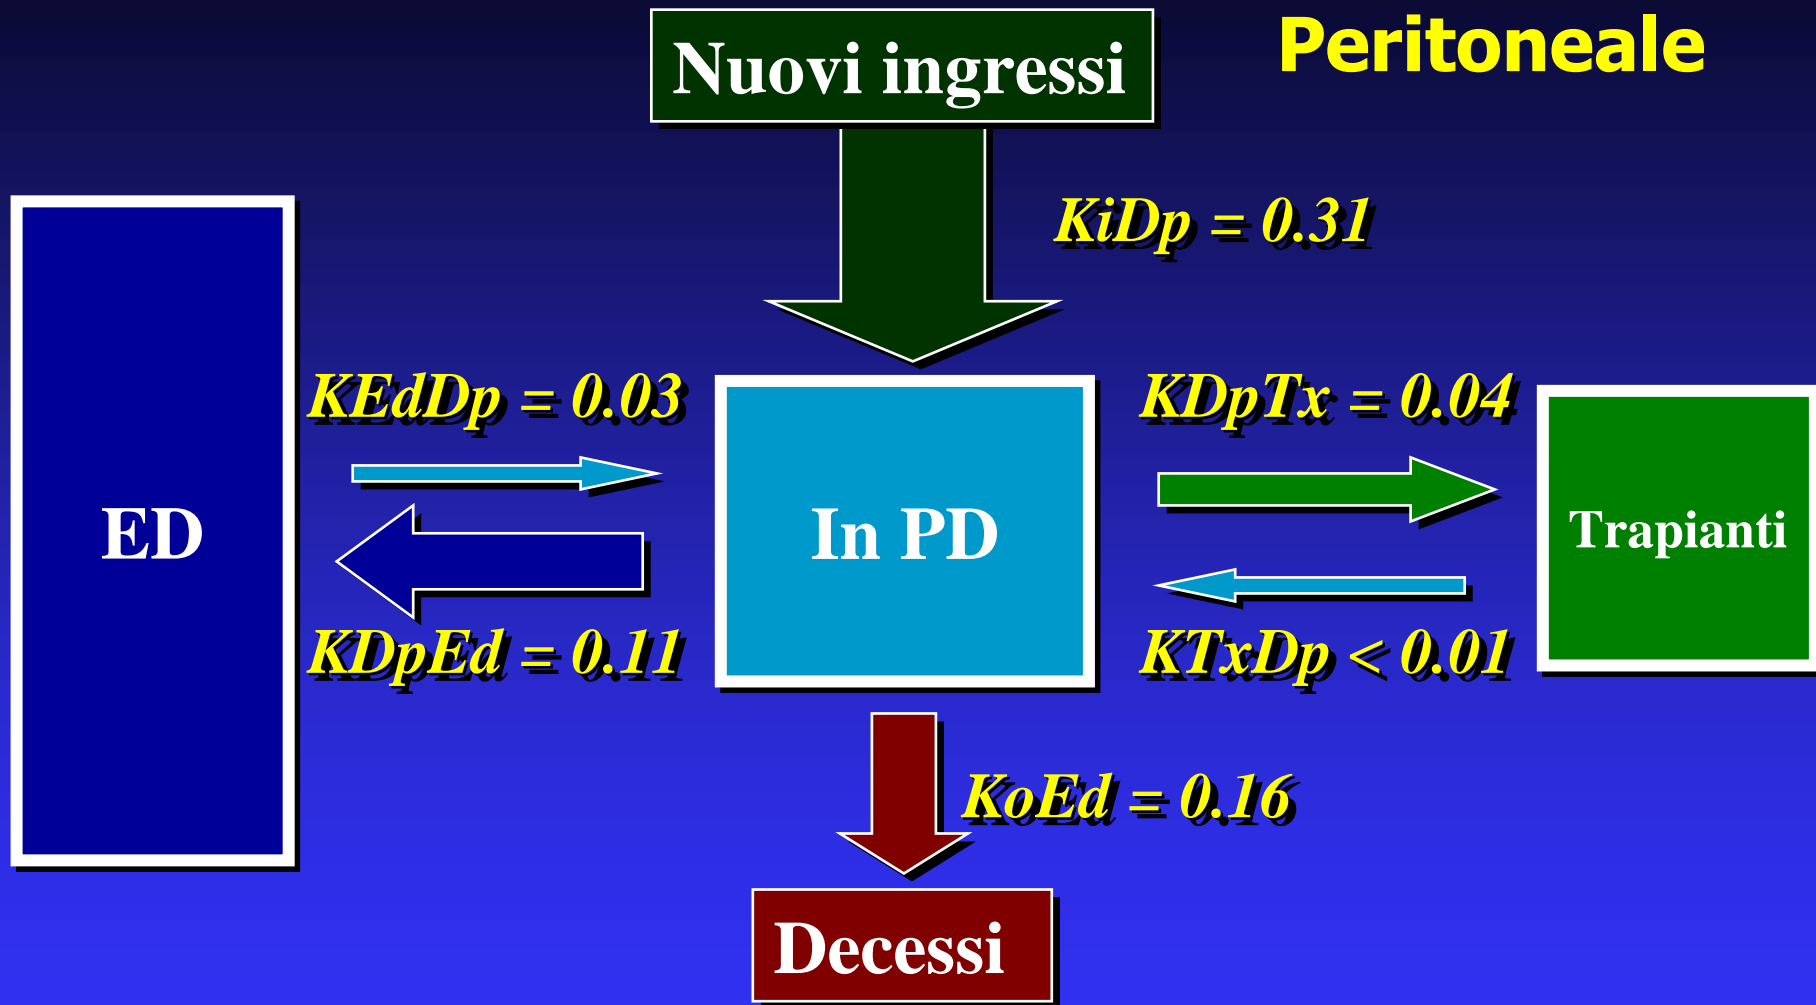 Peritoneale
Nuovi ingressi
KiDp = 0.31
KEdDp = 0.03
KDpTx = 0.04
ED
In PD
Trapianti
KDpEd = 0.11
KTxDp < 0.01
KoEd = 0.16
Decessi